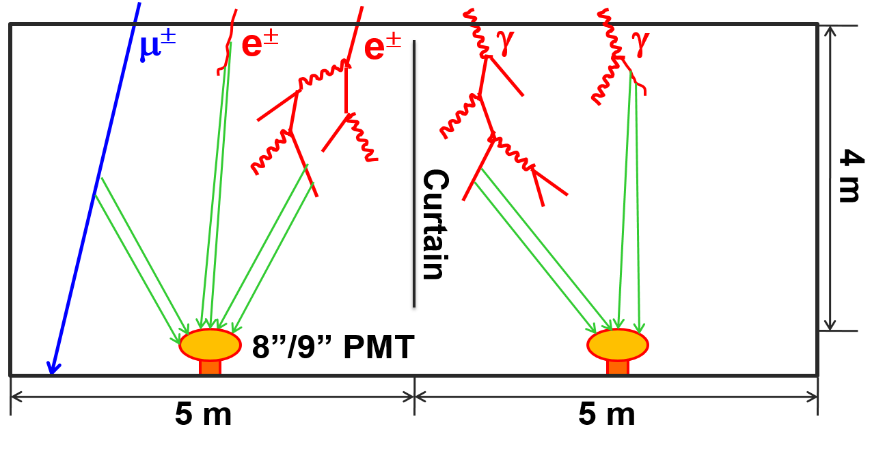 μ±
e±
e±
γ
γ
Curtain
4 m
8”/9” PMT
5 m
5 m